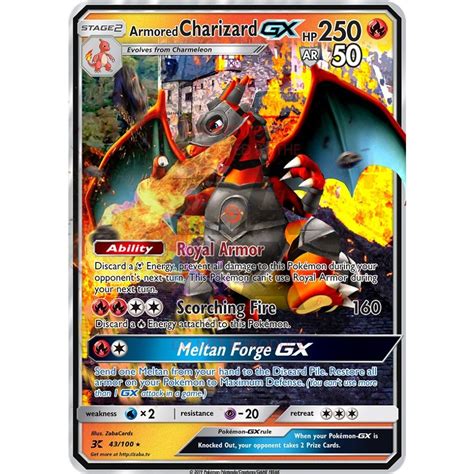 STAGE2
Armored Charizard GX HP 250
Evolves from Charmeleon
AR 50
Ability Royal Armor
Discard a Energy, prevent all damage to this Pokémon during your
opponent's next turn. This Pokémon can't use Royal Armor during
your next turn.
Scorching Fire 160
Discard a Energy attached to this Pokémon.
Meltan Forge GX
Send one Meltan from your hand to the Discard File. Restore all
armor on your Pokémon to Maximum Defense. (You can't use more
than 1 GX attack in a game.)
weakness ×2 resistance -20 retreat
Illus. ZabaCards
43/100
Pokémon-GX rule
When your Pokémon-GX is
Knocked Out, your opponent takes 2 Prize Cards.